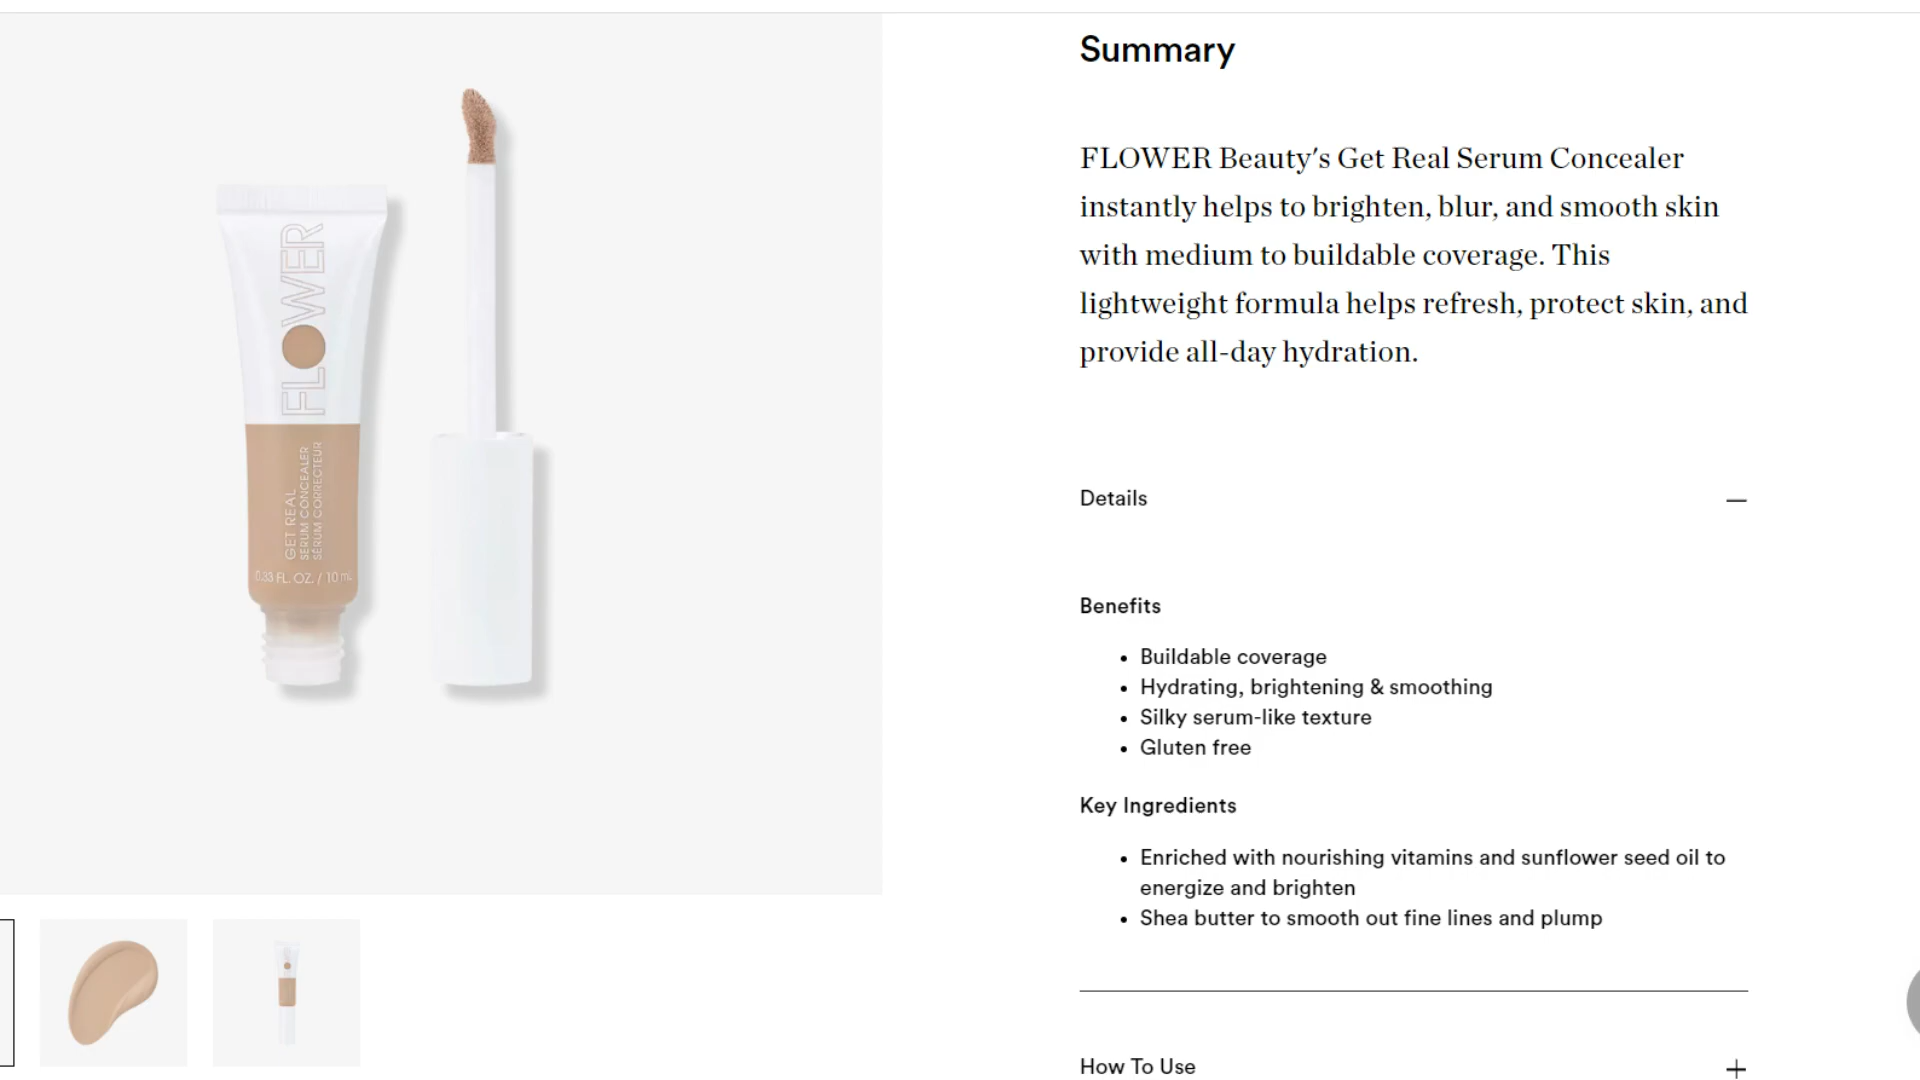 FLOWER
GET REAL
SERUM CONCEALER
SÉRUM CORRECTEUR
0.33 FL. OZ. / 10 mL
Summary
FLOWER Beauty's Get Real Serum Concealer
instantly helps to brighten, blur, and smooth skin
with medium to buildable coverage. This
lightweight formula helps refresh, protect skin, and
provide all-day hydration.
Details
Benefits
Buildable coverage
Hydrating, brightening & smoothing
Silky serum-like texture
Gluten free
Key Ingredients
Enriched with nourishing vitamins and sunflower seed oil to
energize and brighten
Shea butter to smooth out fine lines and plump
How To Use